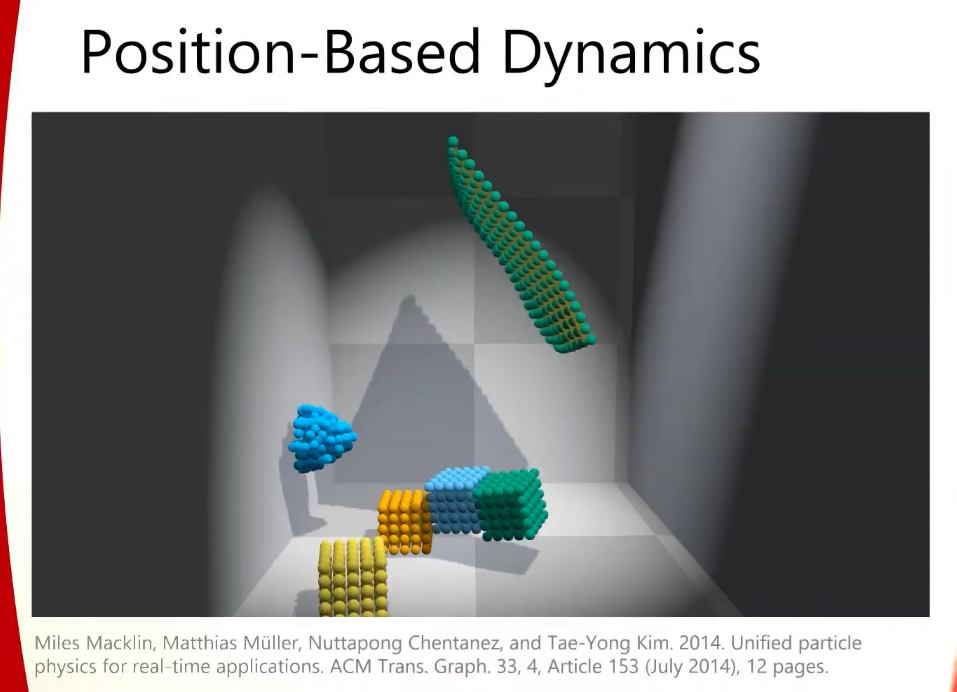 Position-Based Dynamics
Miles Macklin, Matthias Müller, Nuttapong Chentanez, and Tae-Yong Kim. 2014. Unified particle
physics for real-time applications. ACM Trans. Graph. 33, 4, Article 153 (July 2014), 12 pages.